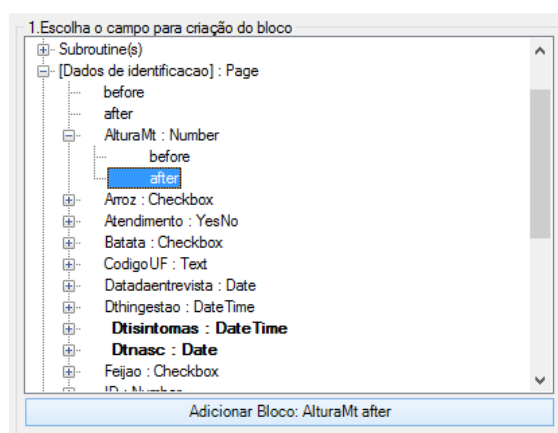 1.Escolha o campo para criação do bloco
Subroutine(s)
[Dados de identificacao] : Page
before
after
AlturaMt : Number
before
after
Arroz : Checkbox
Atendimento : YesNo
Batata : Checkbox
CodigoUF : Text
Datadaentrevista : Date
Dthingestao : DateTime
Dtisintomas : DateTime
Dtnasc : Date
Feijao : Checkbox
ID : Number
Adicionar Bloco: AlturaMt after